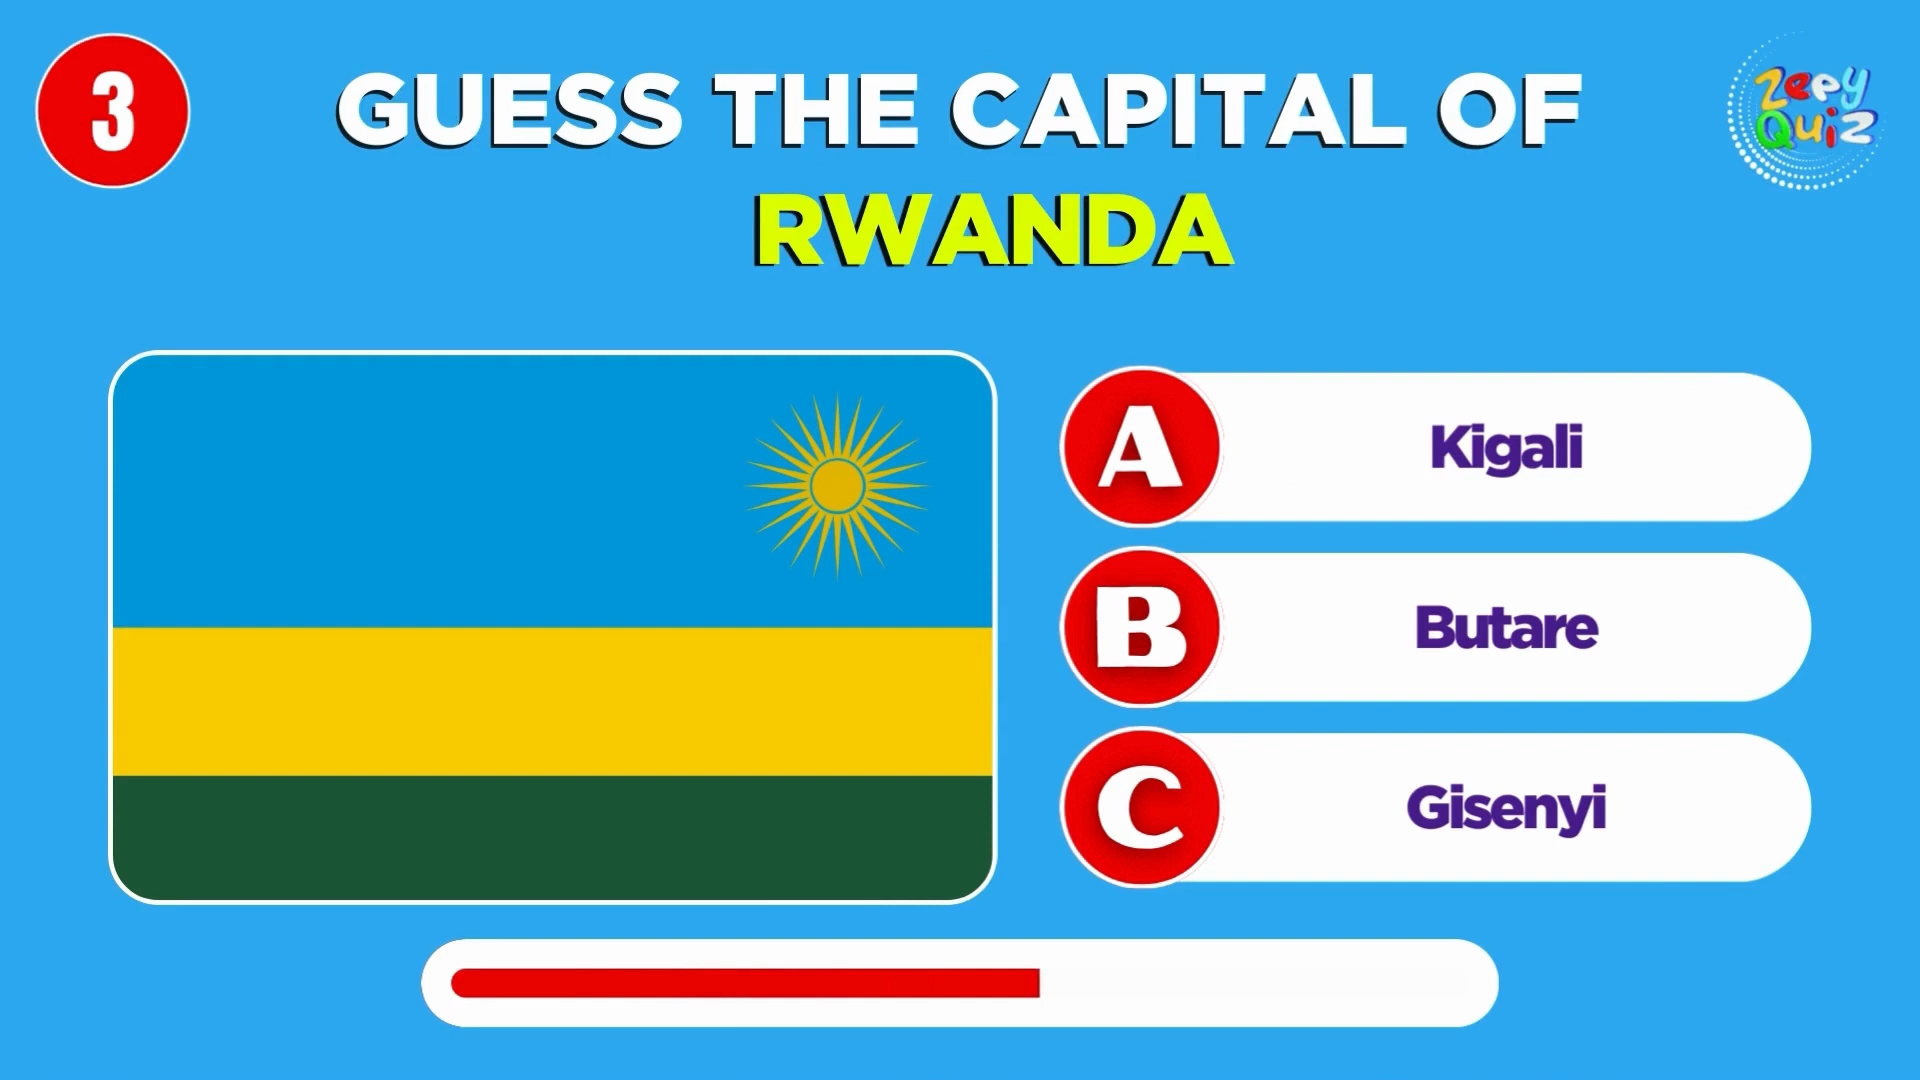 3
GUESS THE CAPITAL OF
RWANDA
Zeey
Quiz
A
Kigali
B
Butare
C
Gisenyi